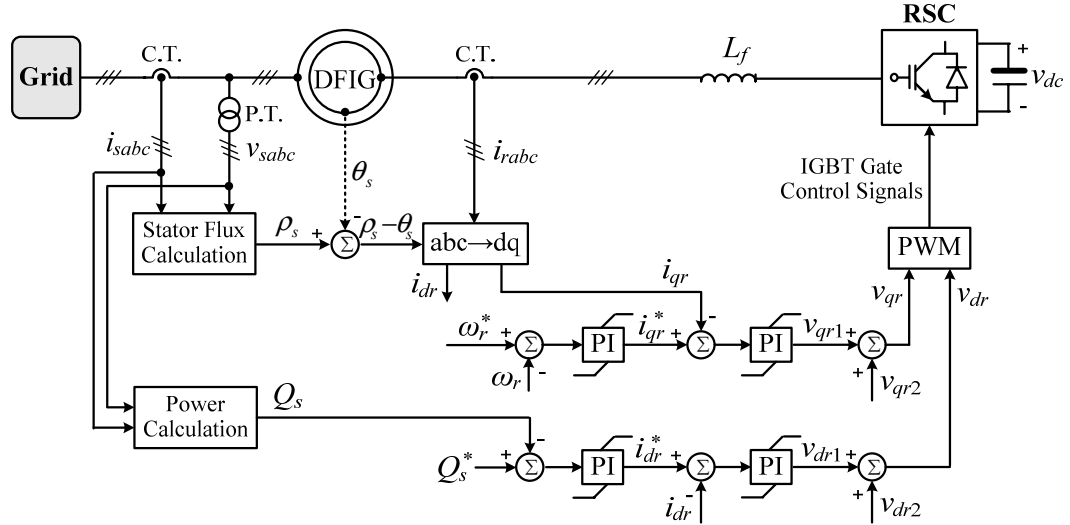 RSC
C.T.
C.T.
L_f
Grid
DFIG
+
v_dc
-
P.T.
i_sabc
v_sabc
i_rabc
θ_s
IGBT Gate
Control Signals
Stator Flux
Calculation
ρ_s
+
-
Σ
ρ_s−θ_s
abc→dq
PWM
i_dr
i_qr
v_qr
v_dr
ω_r*
+
Σ
-
ω_r
PI
i_qr*
+
-
Σ
PI
v_qr1
+
Σ
+
v_qr2
Power
Calculation
Q_s
-
Q_s*
+
Σ
PI
i_dr*
+
Σ
-
i_dr
PI
v_dr1
+
Σ
+
v_dr2